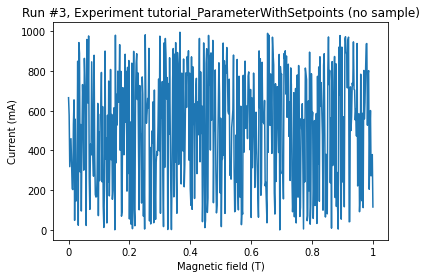 Run #3, Experiment tutorial_ParameterWithSetpoints (no sample)
1000
800
600
400
200
0
Current (mA)
0 0.2 0.4 0.6 0.8 1
Magnetic field (T)